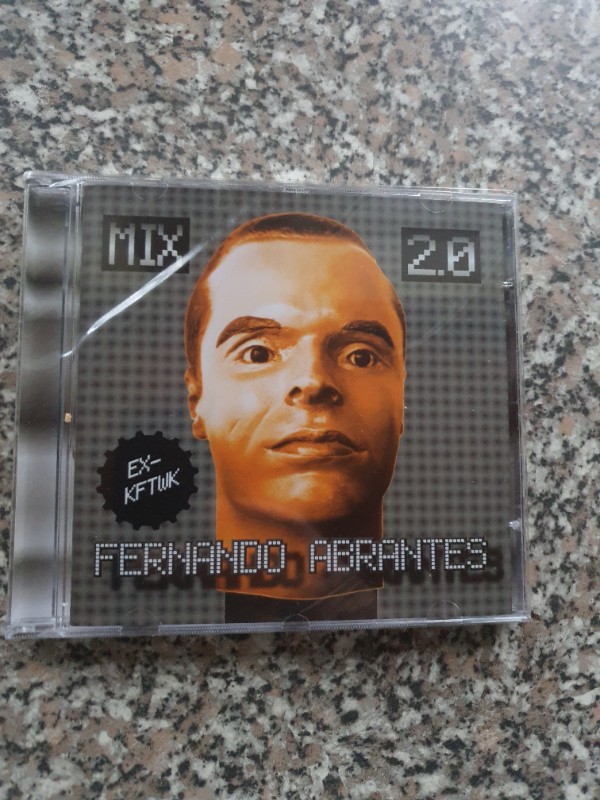 MIX
2.0
EX-
KFTWK
FERNANDO ABRANTES